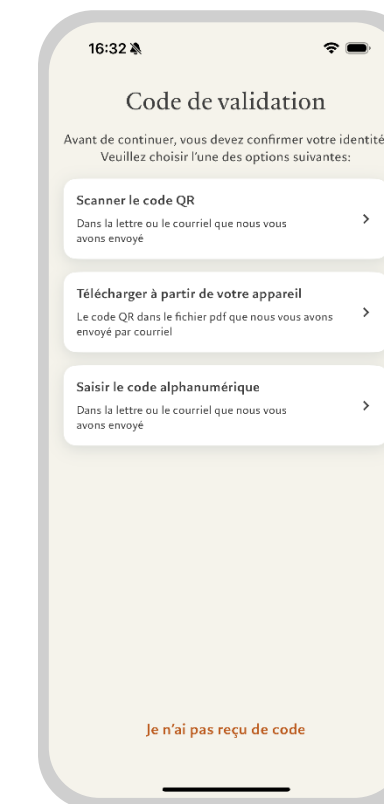 16:32
Code de validation
Avant de continuer, vous devez confirmer votre identité
Veuillez choisir l'une des options suivantes:
Scanner le code QR
Dans la lettre ou le courriel que nous vous
avons envoyé
Télécharger à partir de votre appareil
Le code QR dans le fichier pdf que nous vous avons
envoyé par courriel
Saisir le code alphanumérique
Dans la lettre ou le courriel que nous vous
avons envoyé
Je n'ai pas reçu de code